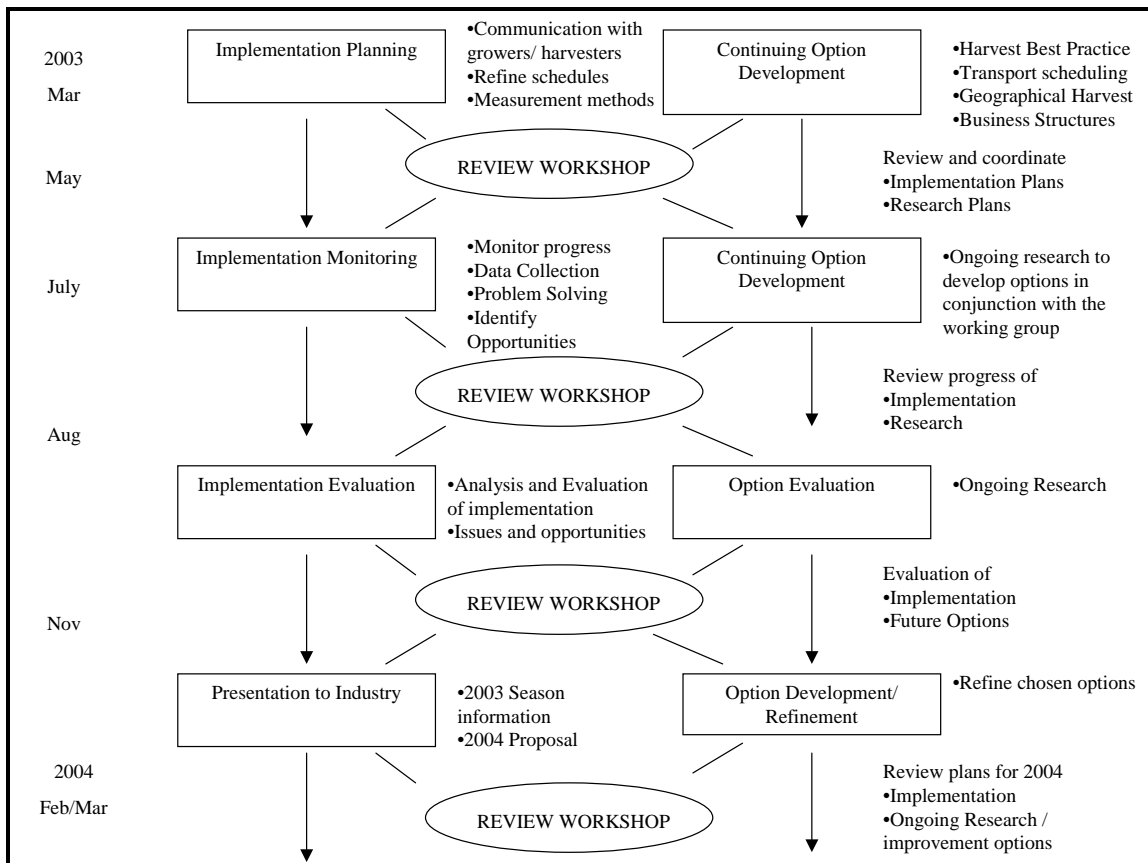 2003
Mar
Implementation Planning
•Communication with
growers/ harvesters
•Refine schedules
•Measurement methods
Continuing Option
Development
•Harvest Best Practice
•Transport scheduling
•Geographical Harvest
•Business Structures
May
REVIEW WORKSHOP
Review and coordinate
•Implementation Plans
•Research Plans
July
Implementation Monitoring
•Monitor progress
•Data Collection
•Problem Solving
•Identify
Opportunities
Continuing Option
Development
•Ongoing research to
develop options in
conjunction with the
working group
REVIEW WORKSHOP
Review progress of
•Implementation
•Research
Aug
Implementation Evaluation
•Analysis and Evaluation
of implementation
•Issues and opportunities
Option Evaluation
•Ongoing Research
REVIEW WORKSHOP
Evaluation of
•Implementation
•Future Options
Nov
Presentation to Industry
•2003 Season
information
•2004 Proposal
Option Development/
Refinement
•Refine chosen options
2004
Feb/Mar
REVIEW WORKSHOP
Review plans for 2004
•Implementation
•Ongoing Research /
improvement options